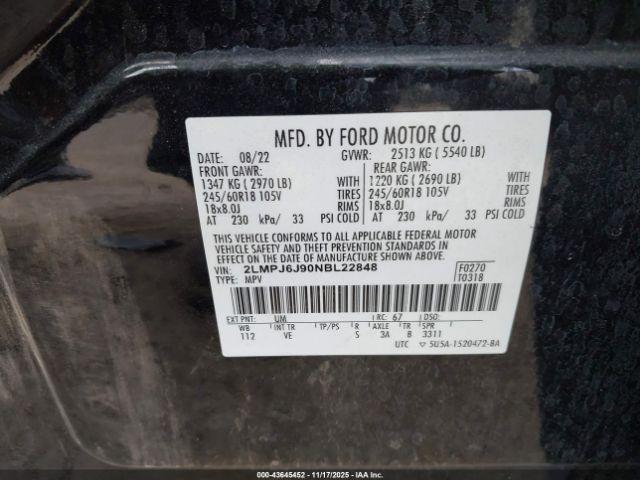 MFD. BY FORD MOTOR CO.
DATE: 08/22 GVWR: 2513 KG ( 5540 LB)
FRONT GAWR: REAR GAWR:
1347 KG ( 2970 LB) WITH 1220 KG ( 2690 LB) WITH
245/60R18 105V TIRES 245/60R18 105V TIRES
18x8.0J RIMS 18x8.0J RIMS
AT 230 kPa/ 33 PSI COLD AT 230 kPa/ 33 PSI COLD
THIS VEHICLE CONFORMS TO ALL APPLICABLE FEDERAL MOTOR
VEHICLE SAFETY AND THEFT PREVENTION STANDARDS IN EFFECT ON
THE DATE OF MANUFACTURE SHOWN ABOVE.
VIN: 2LMPJ6J90NBL22848 F0270
TYPE: MPV T0318
EXT PNT: UM RC: 67 DSO:
WB INT TR TP/PS R AXLE TR SPR
112 VE S 3A 8 3311
UTC ▽ 5U5A-1520472-BA
000-43645452 - 11/17/2025 - IAAI.COM